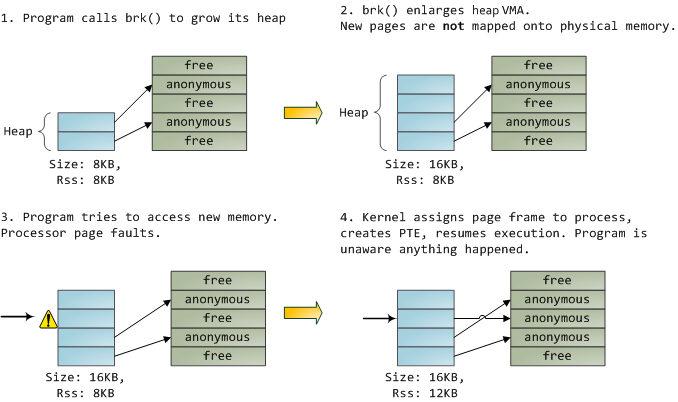 1. Program calls brk() to grow its heap
free
anonymous
free
anonymous
free
Heap
Size: 8KB,
Rss: 8KB
2. brk() enlarges heap VMA.
New pages are not mapped onto physical memory.
free
anonymous
free
anonymous
free
Heap
Size: 16KB,
Rss: 8KB
3. Program tries to access new memory.
Processor page faults.
free
anonymous
free
anonymous
free
Size: 16KB,
Rss: 8KB
4. Kernel assigns page frame to process,
creates PTE, resumes execution. Program is
unaware anything happened.
free
anonymous
anonymous
anonymous
free
Size: 16KB,
Rss: 12KB